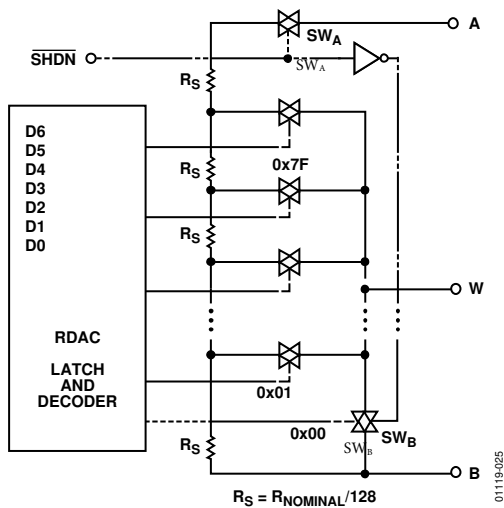 A
SW_A
SHDN
SW_A
R_S
D6
D5
D4
D3
D2
D1
D0
0x7F
R_S
R_S
W
RDAC
LATCH
AND
DECODER
0x01
0x00
SW_B
SW_B
R_S
B
R_S = R_NOMINAL/128
01119-025